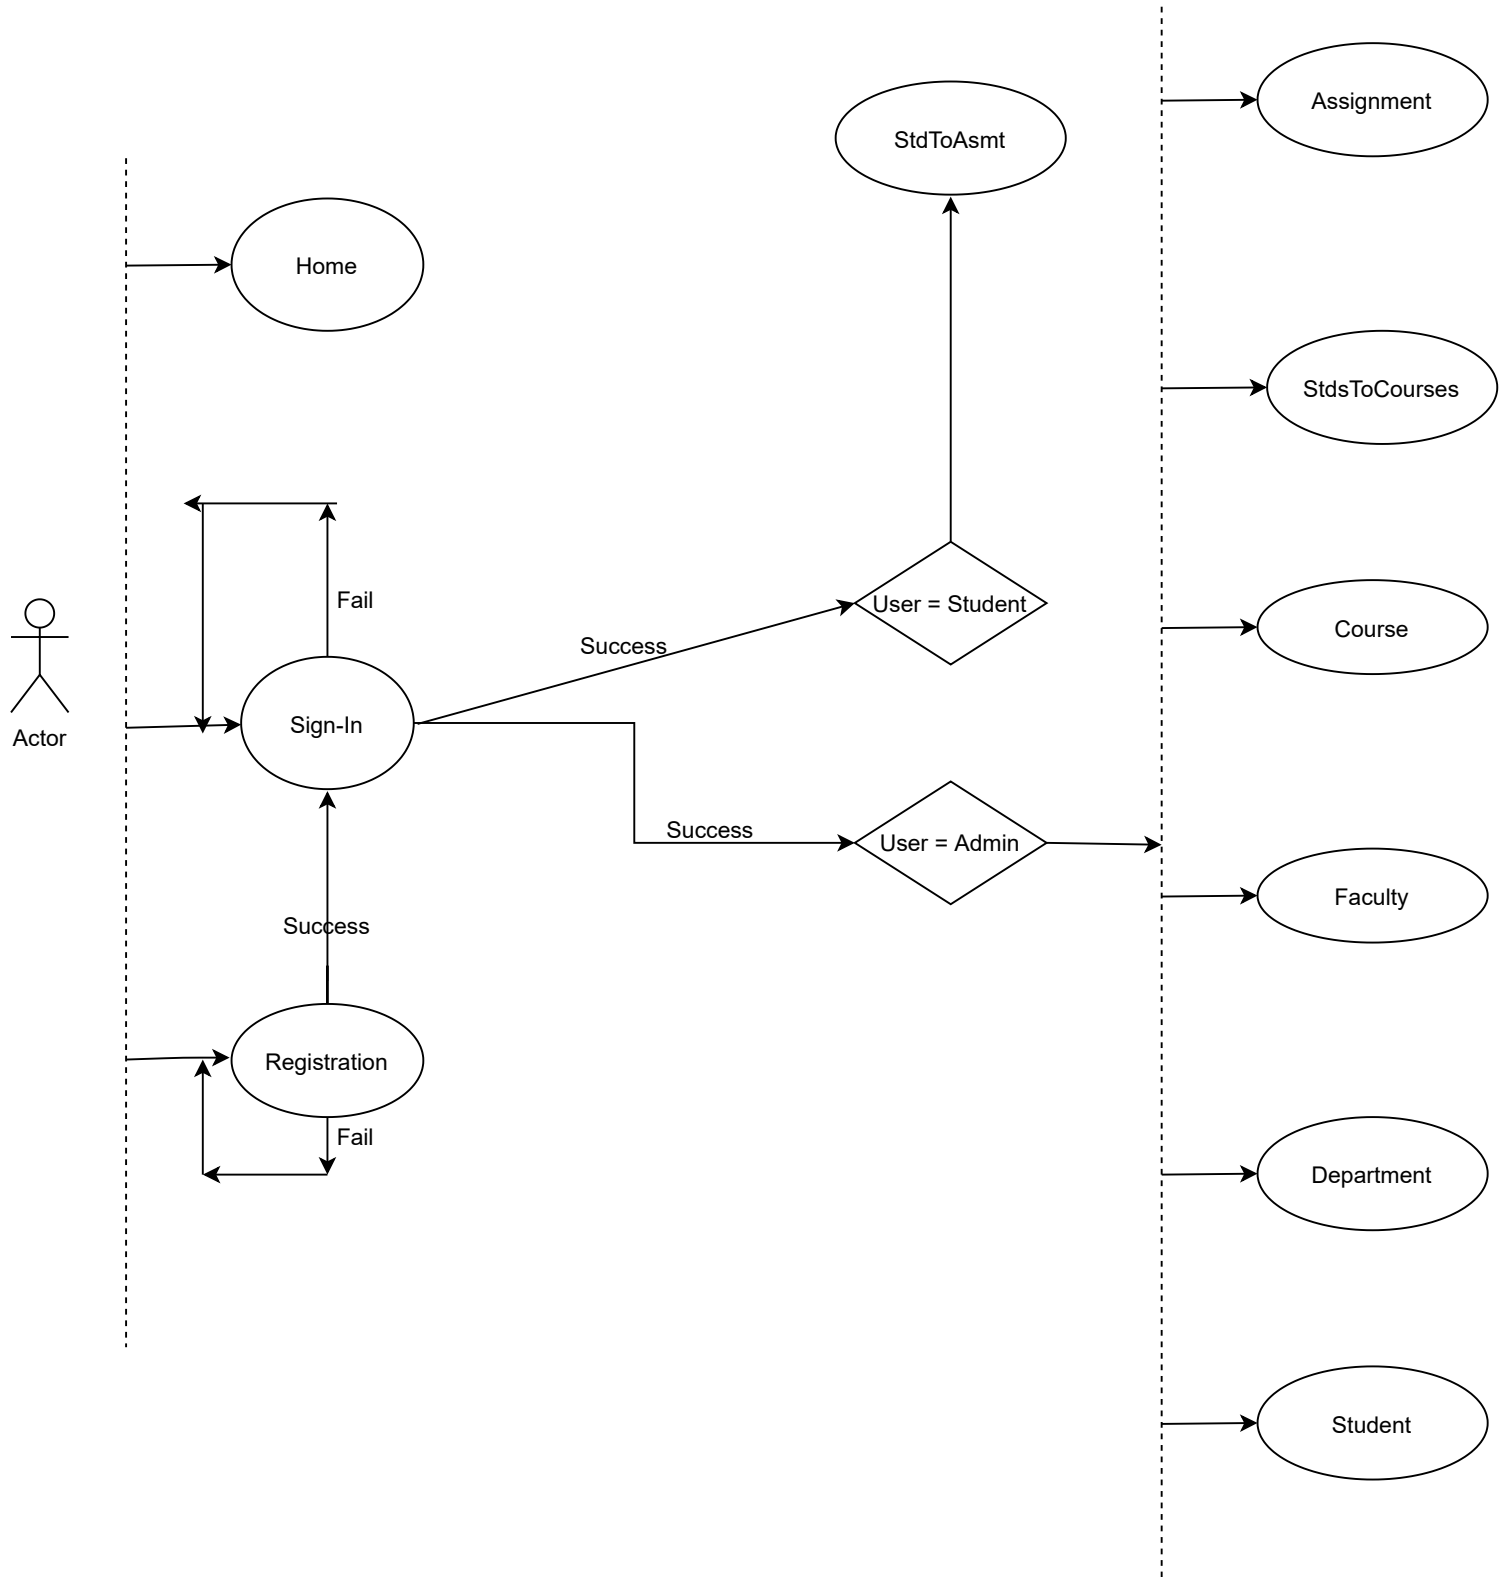 Assignment
StdToAsmt
Home
StdsToCourses
Fail
User = Student
Course
Success
Sign-In
Actor
Success
User = Admin
Faculty
Success
Registration
Fail
Department
Student